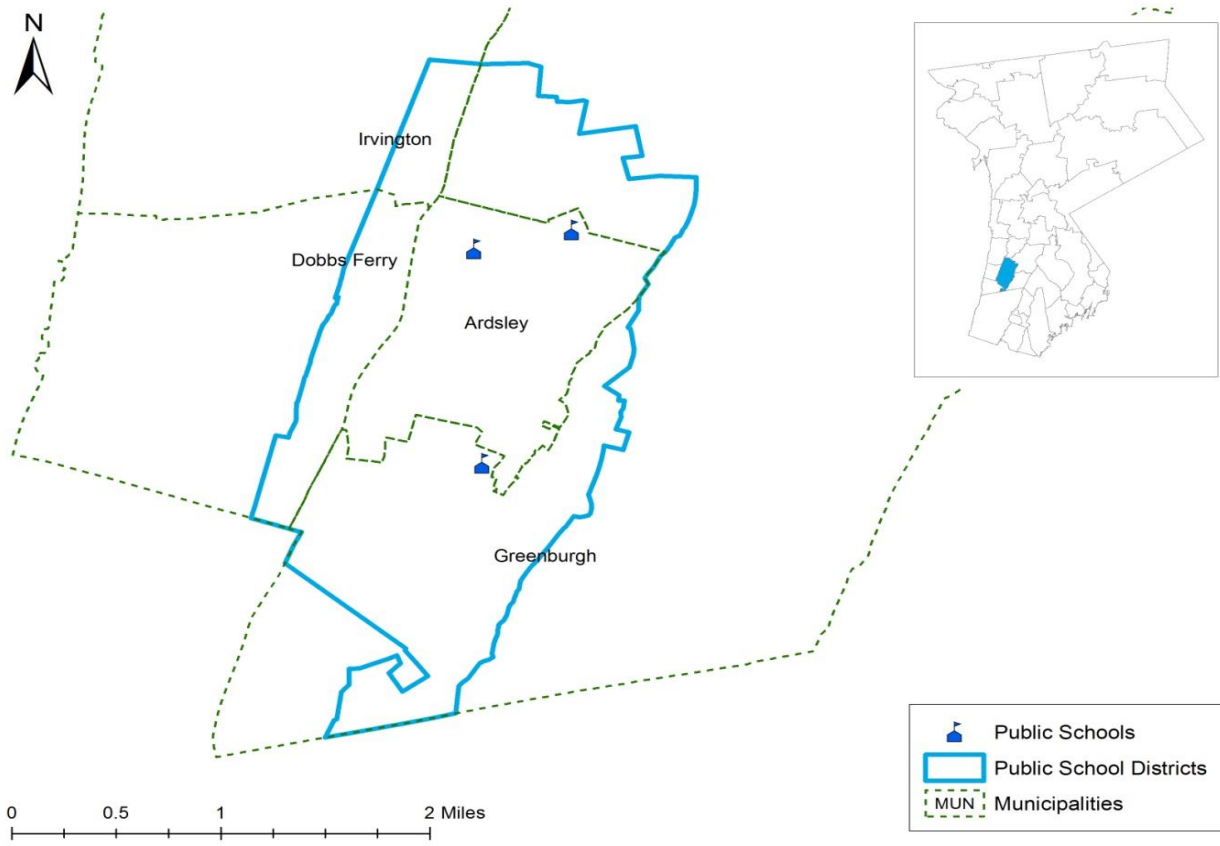 N
Irvington
Dobbs Ferry
Ardsley
Greenburgh
Public Schools
Public School Districts
MUN Municipalities
0 0.5 1 2 Miles